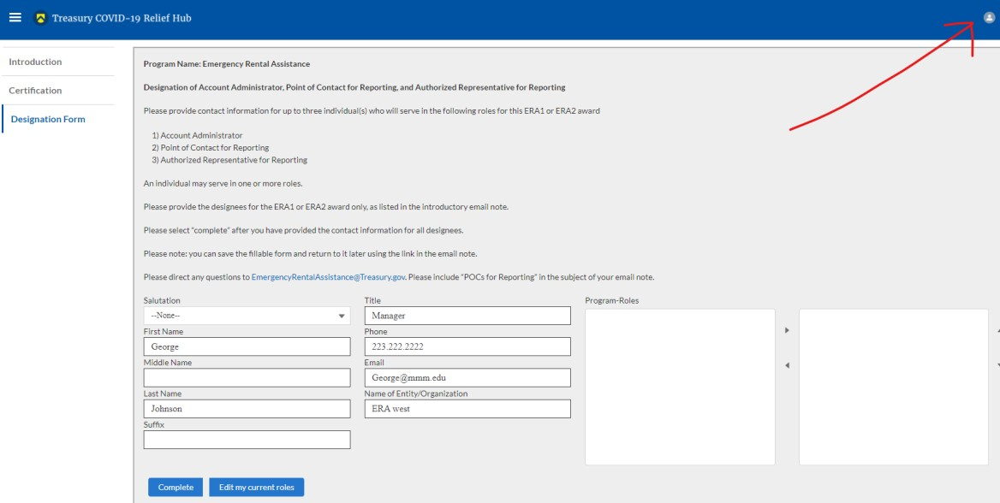 Treasury COVID-19 Relief Hub
Introduction
Certification
Designation Form
Program Name: Emergency Rental Assistance
Designation of Account Administrator, Point of Contact for Reporting, and Authorized Representative for Reporting
Please provide contact information for up to three individual(s) who will serve in the following roles for this ERA1 or ERA2 award
1) Account Administrator
2) Point of Contact for Reporting
3) Authorized Representative for Reporting
An individual may serve in one or more roles.
Please provide the designees for the ERA1 or ERA2 award only, as listed in the introductory email note.
Please select "complete" after you have provided the contact information for all designees.
Please note: you can save the fillable form and return to it later using the link in the email note.
Please direct any questions to EmergencyRentalAssistance@Treasury.gov. Please include "POCs for Reporting" in the subject of your email note.
Salutation
--None--
First Name
George
Middle Name
Last Name
Johnson
Suffix
Title
Manager
Phone
223.222.2222
Email
George@mmm.edu
Name of Entity/Organization
ERA west
Program-Roles
Complete
Edit my current roles